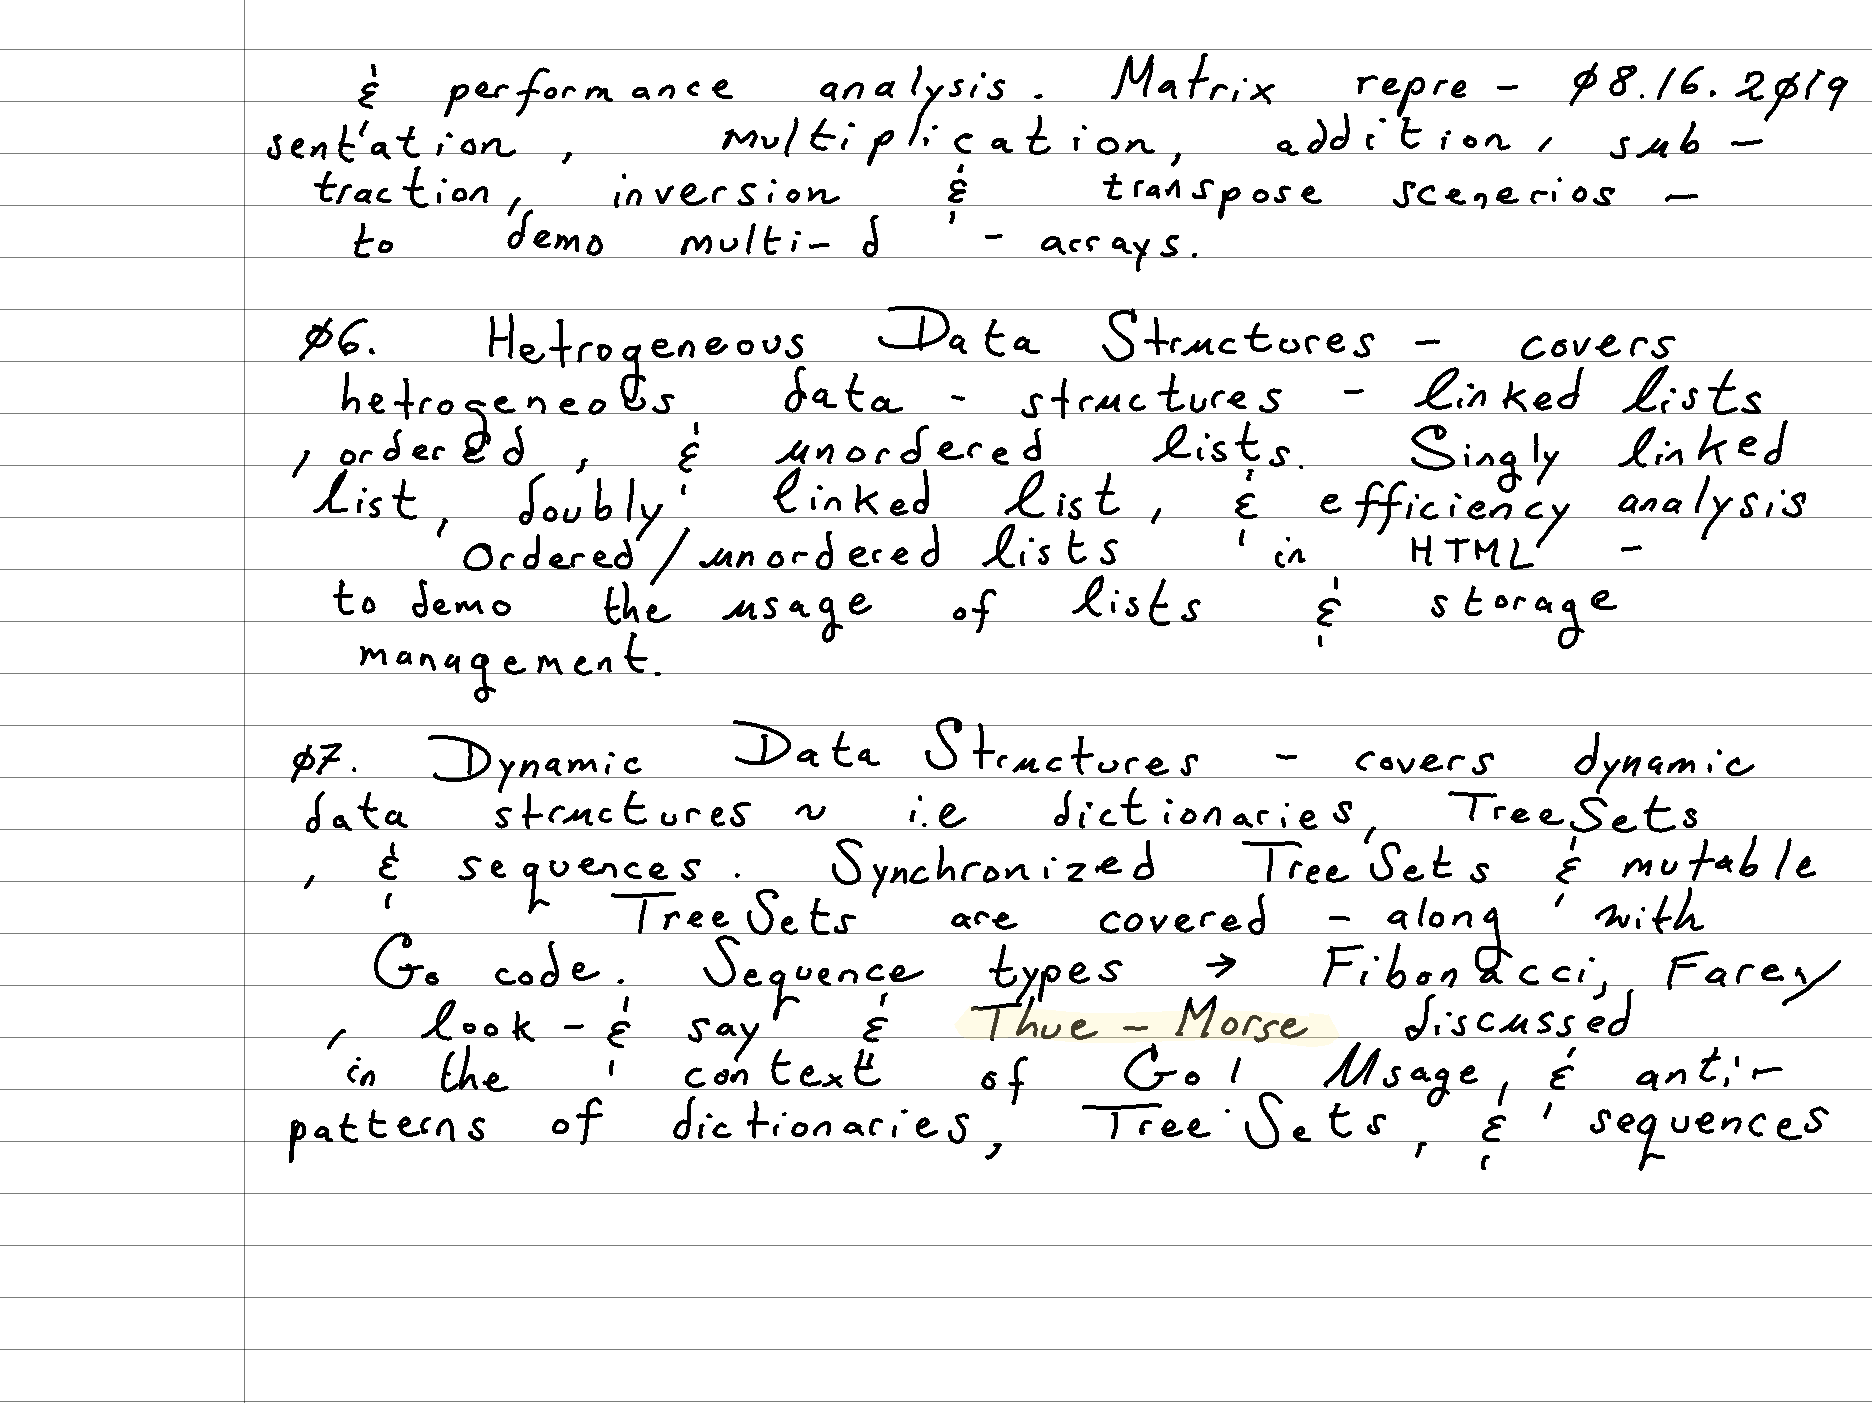 & performance analysis. Matrix repre - 08.16.2019
sentation, multiplication, addition, sub -
traction, inversion & transpose scenerios -
to demo multi-d - arrays.
06. Hetrogeneous Data Structures - covers
hetrogeneous data - structures - linked lists
, ordered, & unordered lists. Singly linked
list, doubly linked list, & efficiency analysis
Ordered/unordered lists in HTML -
to demo the usage of lists & storage
management.
07. Dynamic Data Structures - covers dynamic
data structures ~ i.e dictionaries, TreeSets
, & sequences. Synchronized TreeSets & mutable
TreeSets are covered - along with
Go code. Sequence types → Fibonacci, Farey
, look-&say & Thue-Morse discussed
in the context of Go! Usage, & anti-
patterns of dictionaries, TreeSets, & sequences